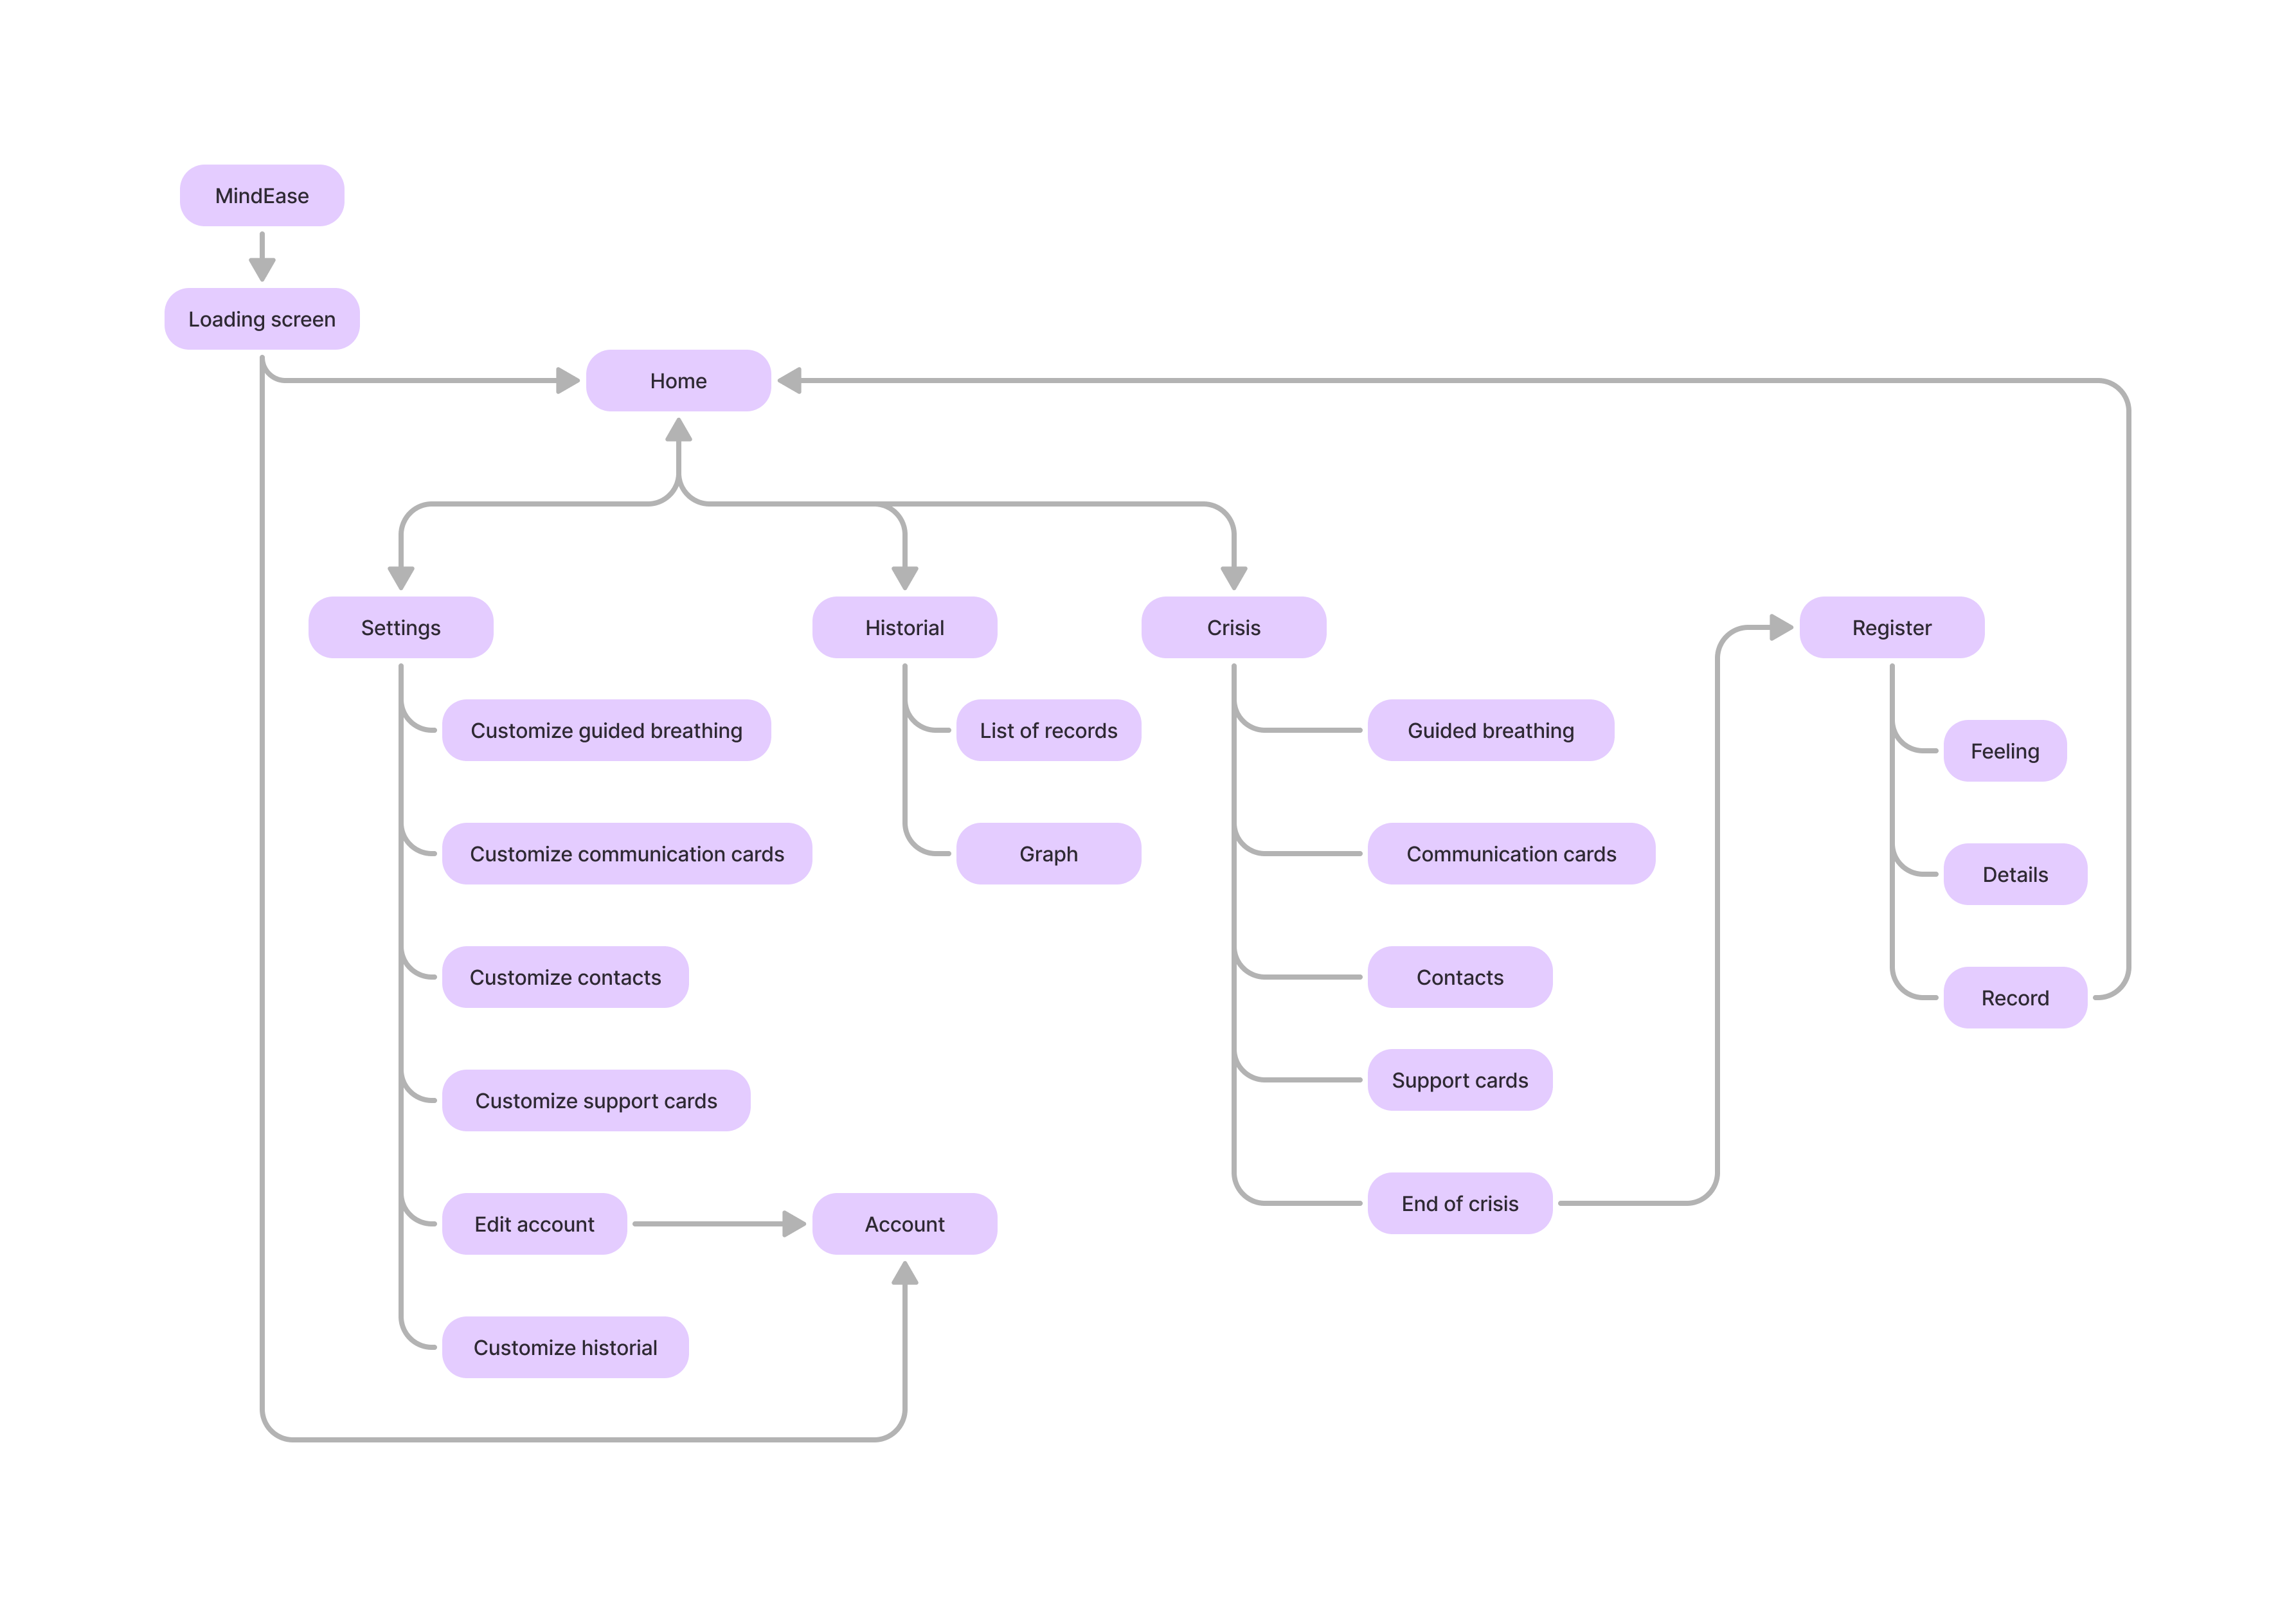 MindEase
Loading screen
Home
Settings
Historial
Crisis
Register
Customize guided breathing
List of records
Guided breathing
Feeling
Customize communication cards
Graph
Communication cards
Details
Customize contacts
Contacts
Record
Customize support cards
Support cards
Edit account
Account
End of crisis
Customize historial